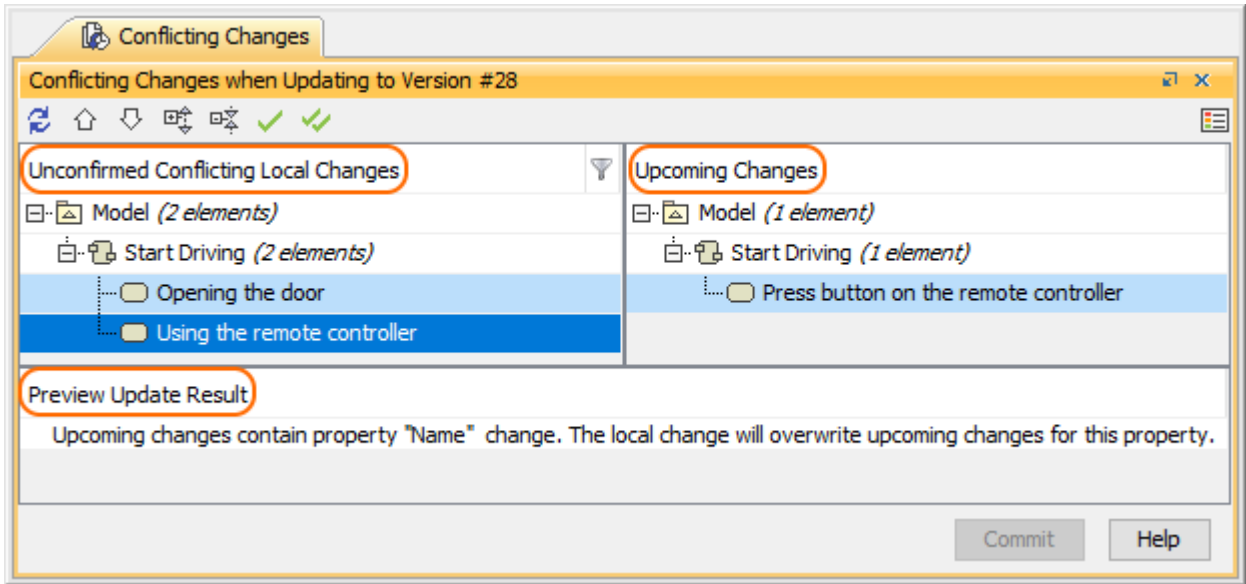 Conflicting Changes
Conflicting Changes when Updating to Version #28
Unconfirmed Conflicting Local Changes
Upcoming Changes
Model (2 elements)
Model (1 element)
Start Driving (2 elements)
Start Driving (1 element)
Opening the door
Press button on the remote controller
Using the remote controller
Preview Update Result
Upcoming changes contain property "Name" change. The local change will overwrite upcoming changes for this property.
Commit
Help